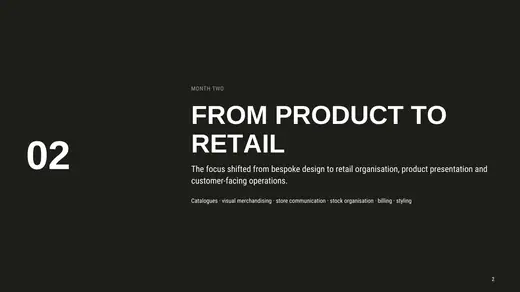 MONTH TWO
FROM PRODUCT TO
RETAIL
02
The focus shifted from bespoke design to retail organisation, product presentation and
customer-facing operations.
Catalogues · visual merchandising · store communication · stock organisation · billing · styling
2